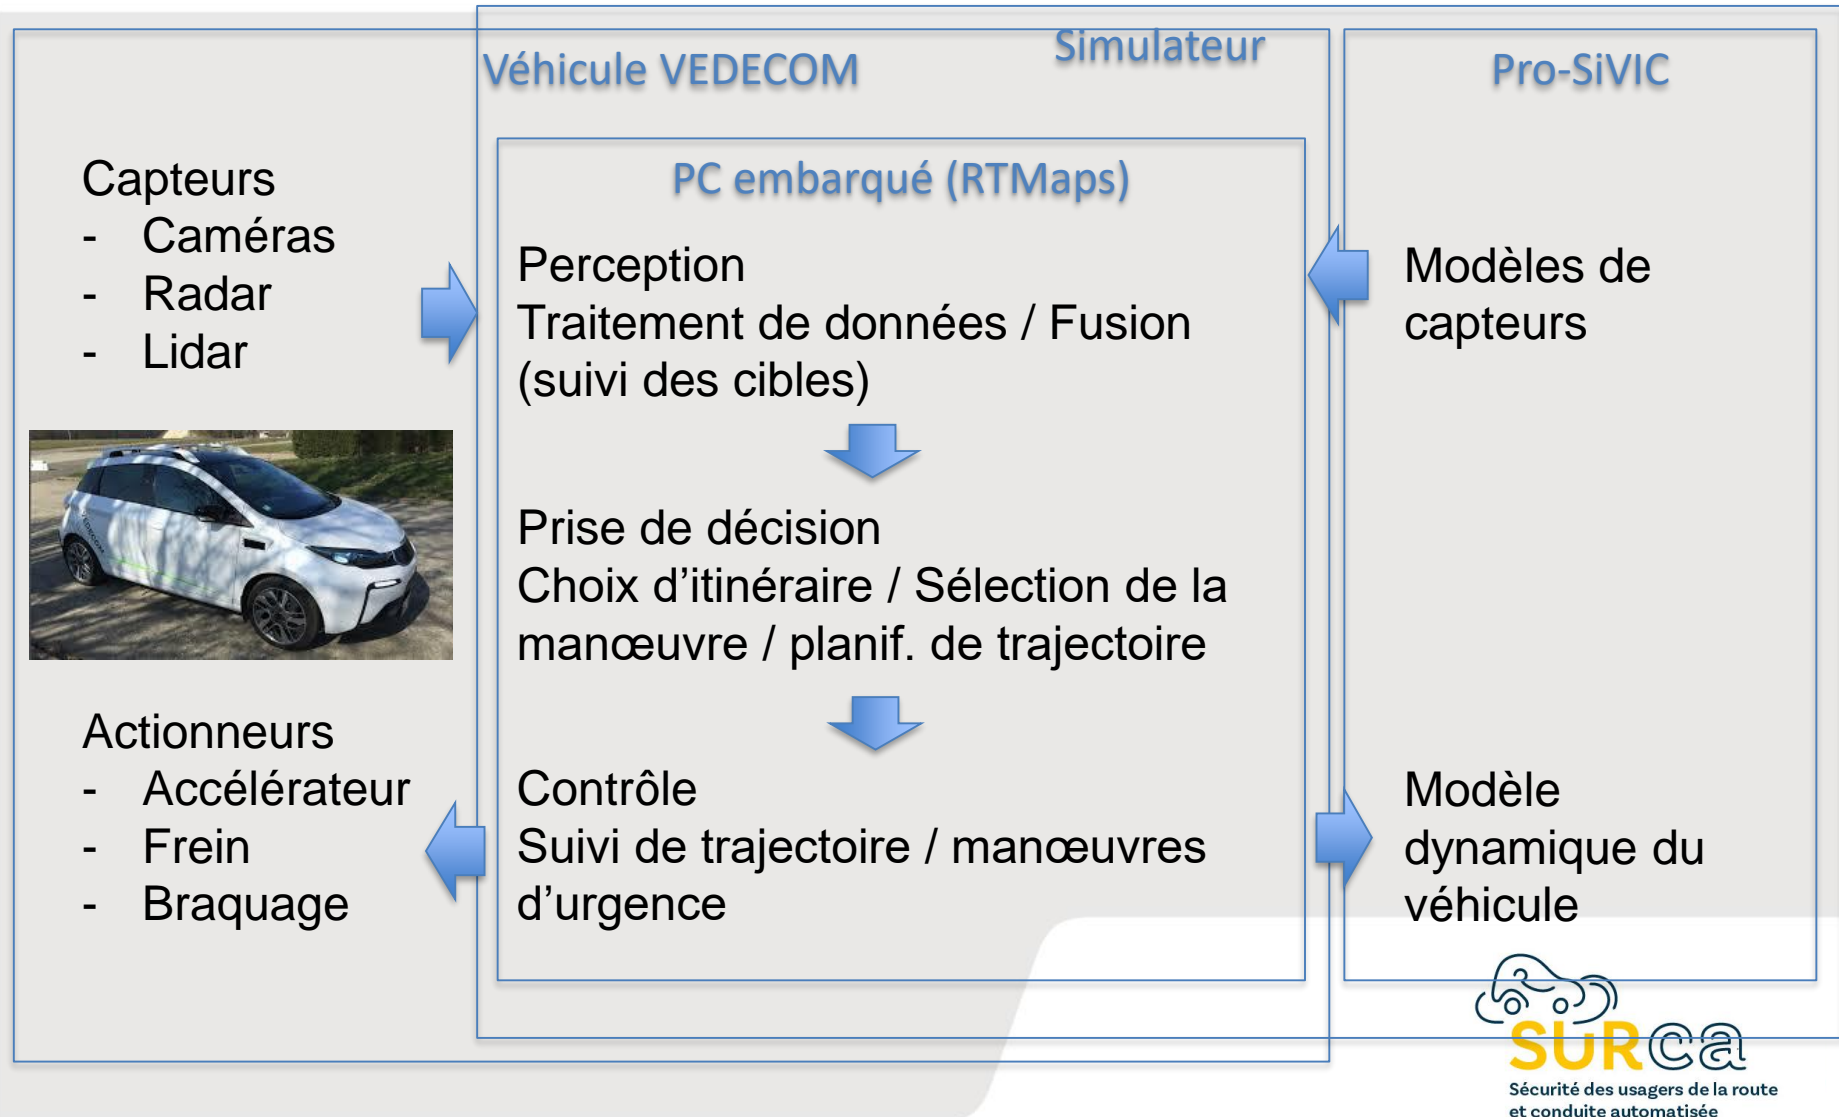 Simulateur
Véhicule VEDECOM
Pro-SiVIC
PC embarqué (RTMaps)
Capteurs
- Caméras
- Radar
- Lidar
Perception
Traitement de données / Fusion
(suivi des cibles)
Modèles de
capteurs
VEDECOM
Prise de décision
Choix d'itinéraire / Sélection de la
manœuvre / planif. de trajectoire
Actionneurs
- Accélérateur
- Frein
- Braquage
Contrôle
Suivi de trajectoire / manœuvres
d'urgence
Modèle
dynamique du
véhicule
SURca
Sécurité des usagers de la route
et conduite automatisée